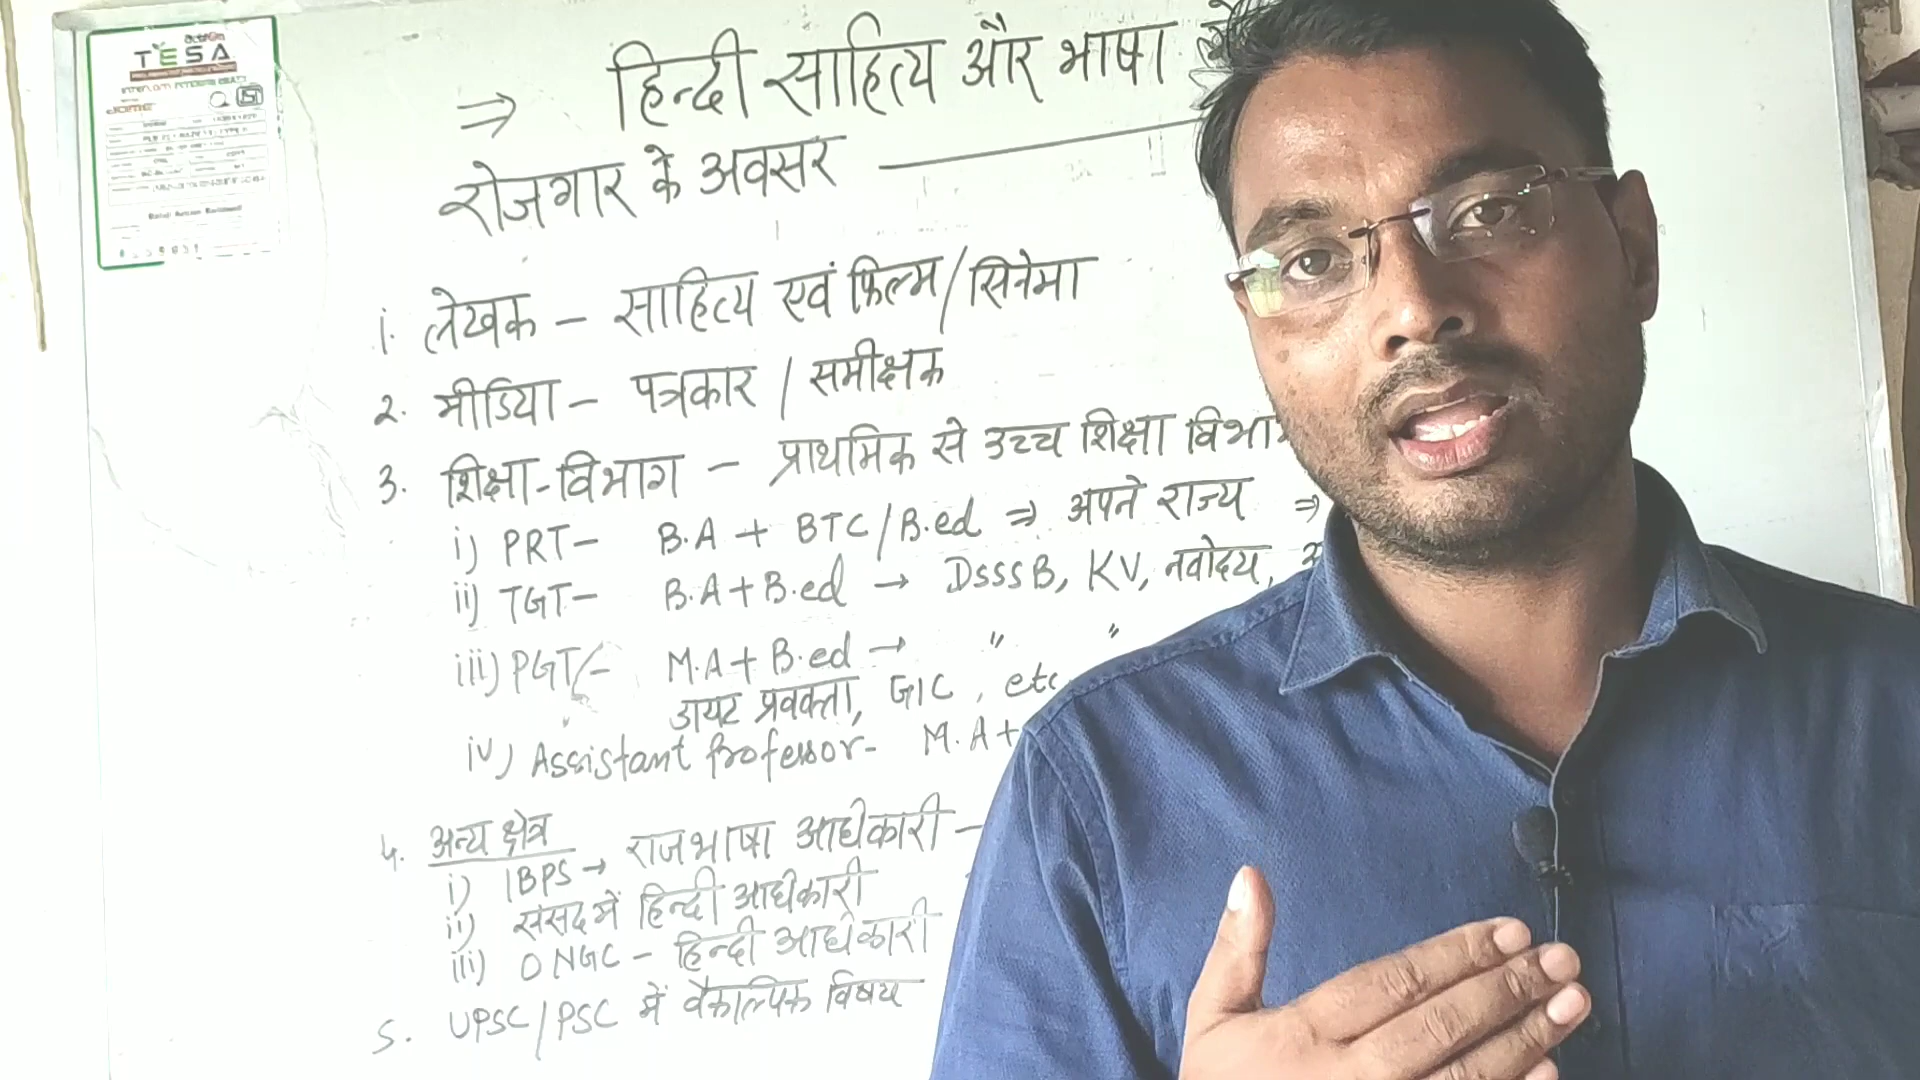 TESA
⇒ हिन्दी साहित्य और भाषा में
रोजगार के अवसर
1. लेखक - साहित्य एवं फिल्म/सिनेमा
2. मीडिया - पत्रकार / समीक्षक
3. शिक्षा-विभाग - प्राथमिक से उच्च शिक्षा
i) PRT- B.A + BTC/B.ed ⇒ अपने राज्य ⇒
ii) TGT- B.A+B.ed → DSSSB, KV, नवोदय,
iii) PGT/- M.A+ B.ed → " "
डायट प्रवक्ता, GIC, etc
iv) Assistant Professor- M.A+
4. अन्य क्षेत्र
i) IBPS → राजभाषा अधिकारी -
ii) संसद में हिन्दी अधिकारी
iii) ONGC - हिन्दी अधिकारी
5. UPSC/PSC में वैकल्पिक विषय